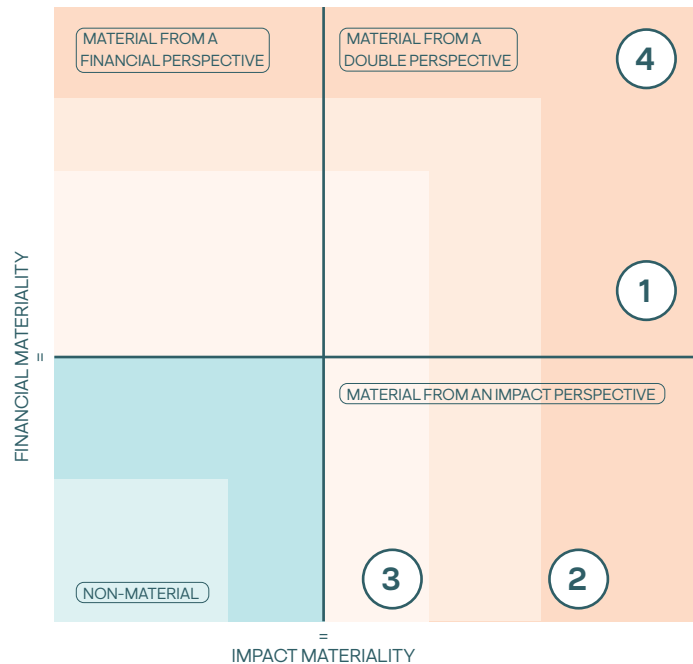 MATERIAL FROM A
FINANCIAL PERSPECTIVE
MATERIAL FROM A
DOUBLE PERSPECTIVE
4
1
FINANCIAL MATERIALITY
=
MATERIAL FROM AN IMPACT PERSPECTIVE
NON-MATERIAL
3
2
=
IMPACT MATERIALITY